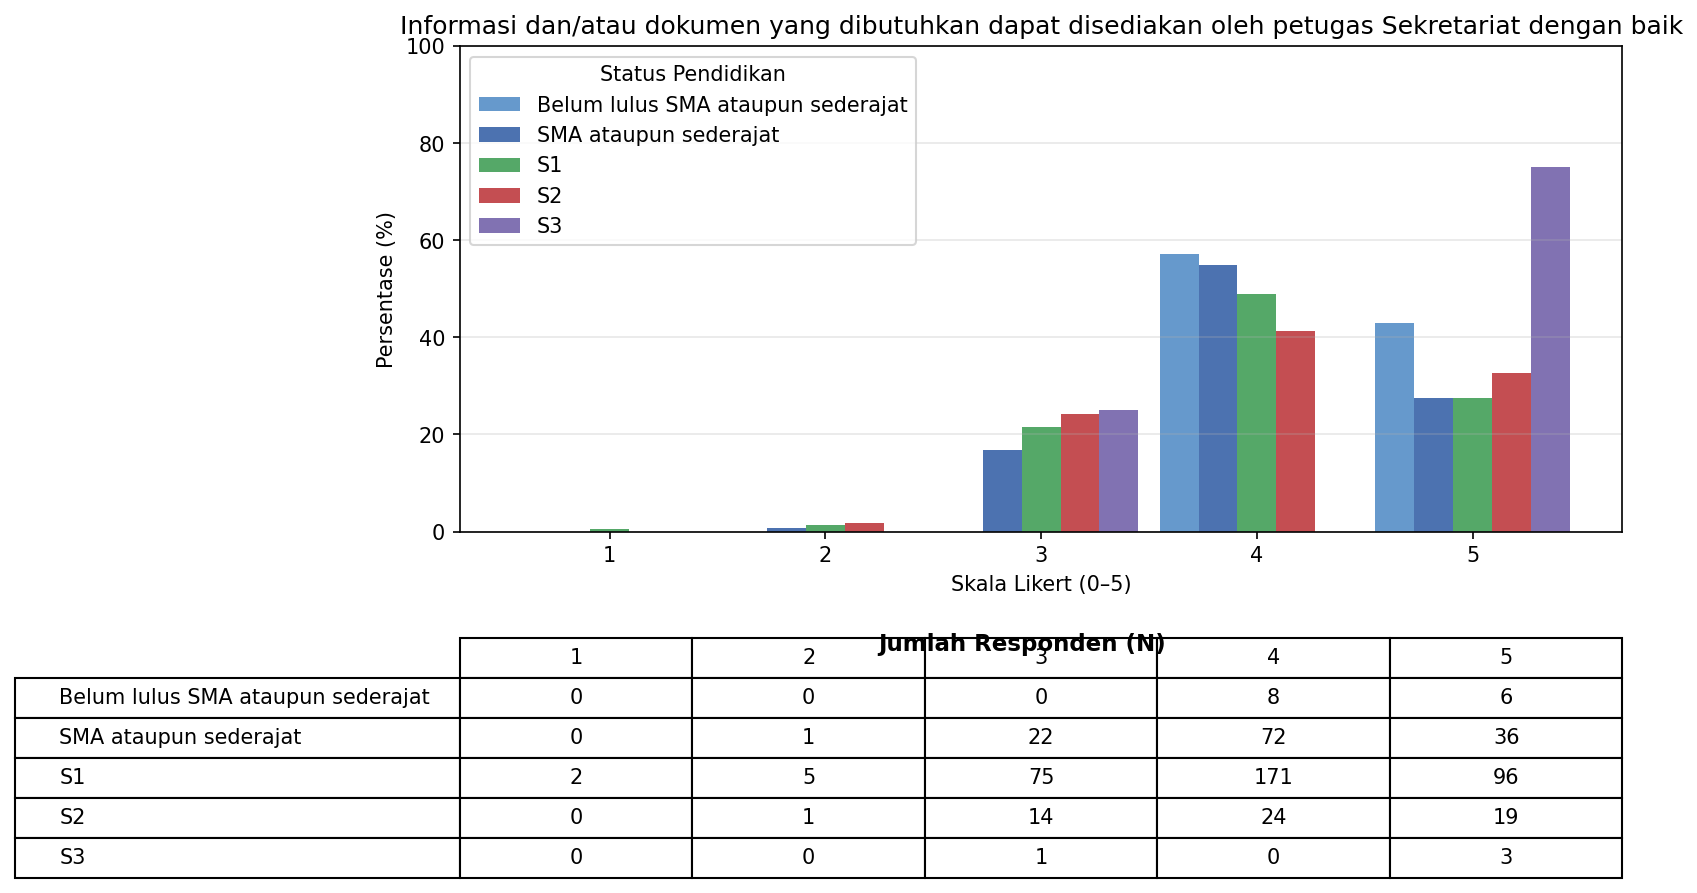 Informasi dan/atau dokumen yang dibutuhkan dapat disediakan oleh petugas Sekretariat dengan baik
100
80
60
40
20
0
Persentase (%)
Status Pendidikan
Belum lulus SMA ataupun sederajat
SMA ataupun sederajat
S1
S2
S3
1 2 3 4 5
Skala Likert (0–5)
Jumlah Responden (N)
1 2 3 4 5
Belum lulus SMA ataupun sederajat 0 0 0 8 6
SMA ataupun sederajat 0 1 22 72 36
S1 2 5 75 171 96
S2 0 1 14 24 19
S3 0 0 1 0 3